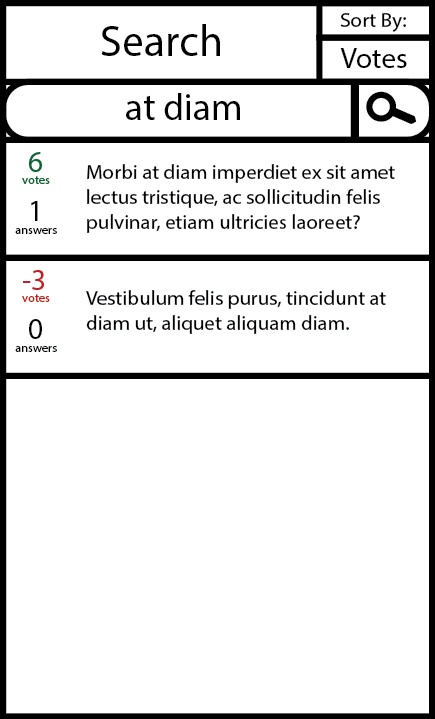 Search
Sort By:
Votes
at diam
6
votes
1
answers
Morbi at diam imperdiet ex sit amet
lectus tristique, ac sollicitudin felis
pulvinar, etiam ultricies laoreet?
-3
votes
0
answers
Vestibulum felis purus, tincidunt at
diam ut, aliquet aliquam diam.